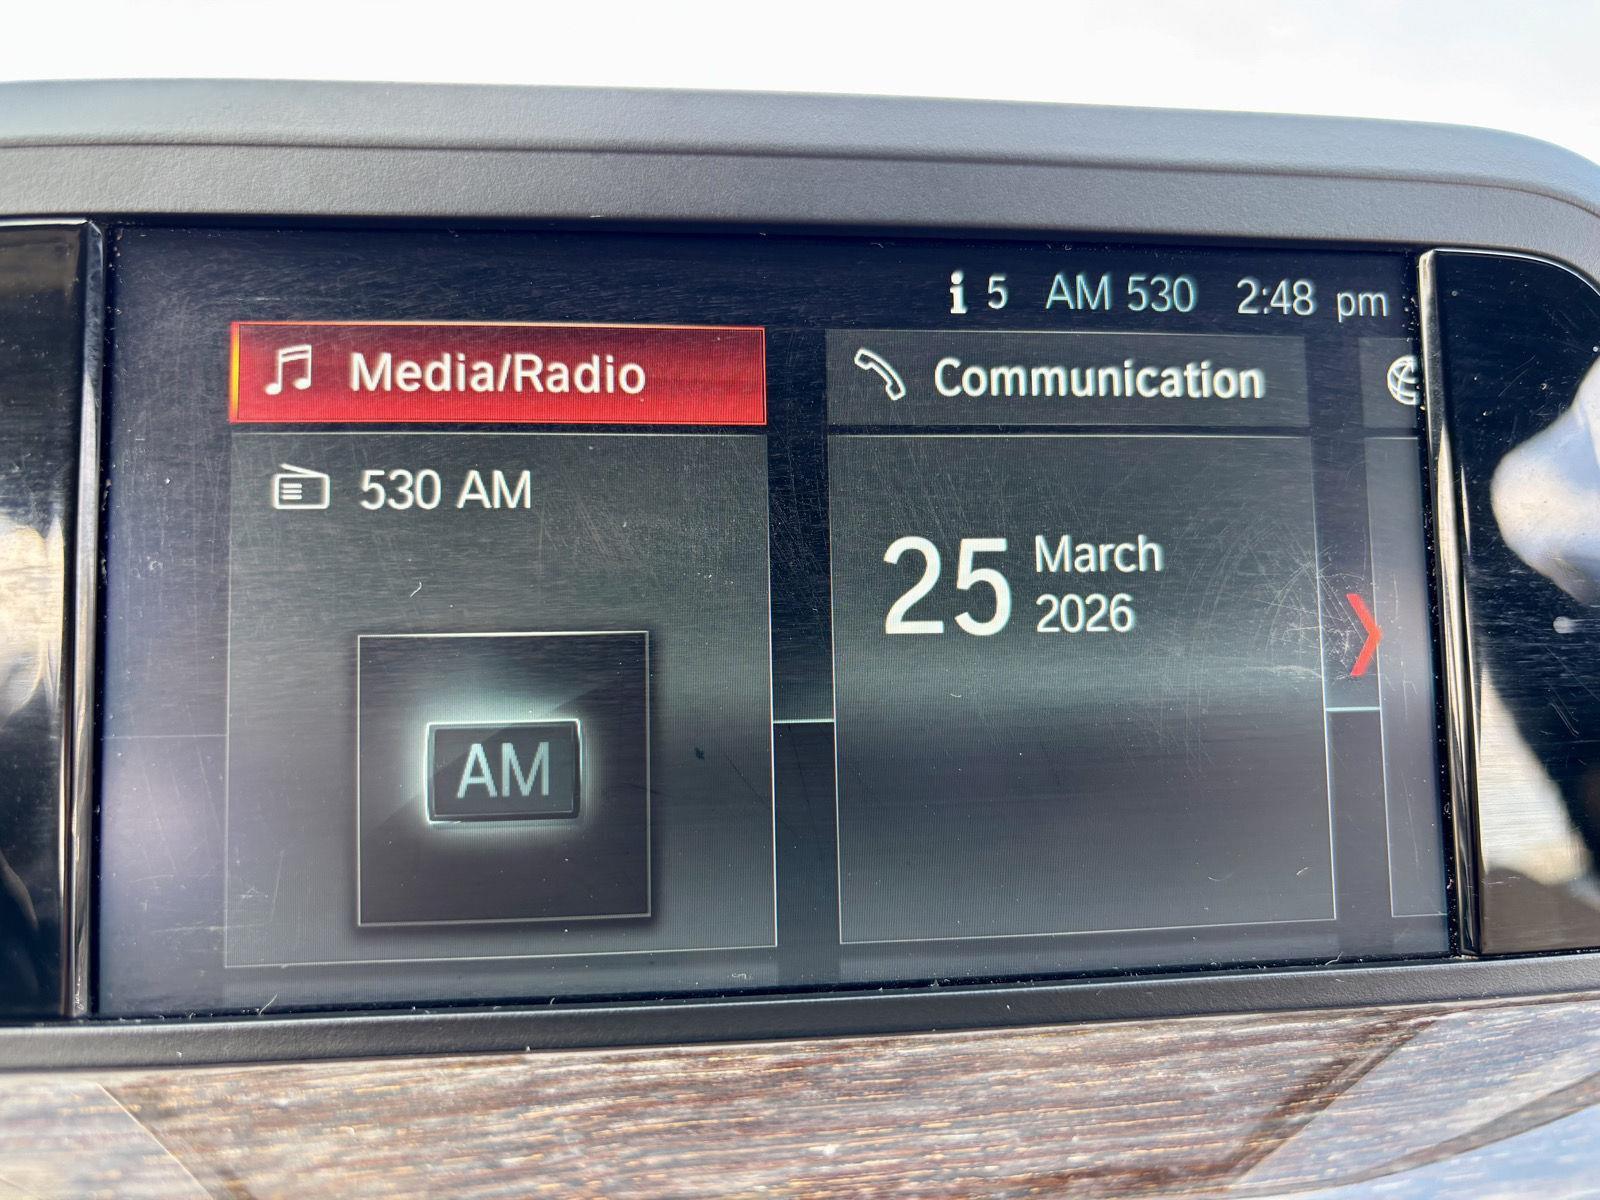 i 5 AM 530 2:48 pm
Media/Radio
530 AM
AM
Communication
25 March
2026